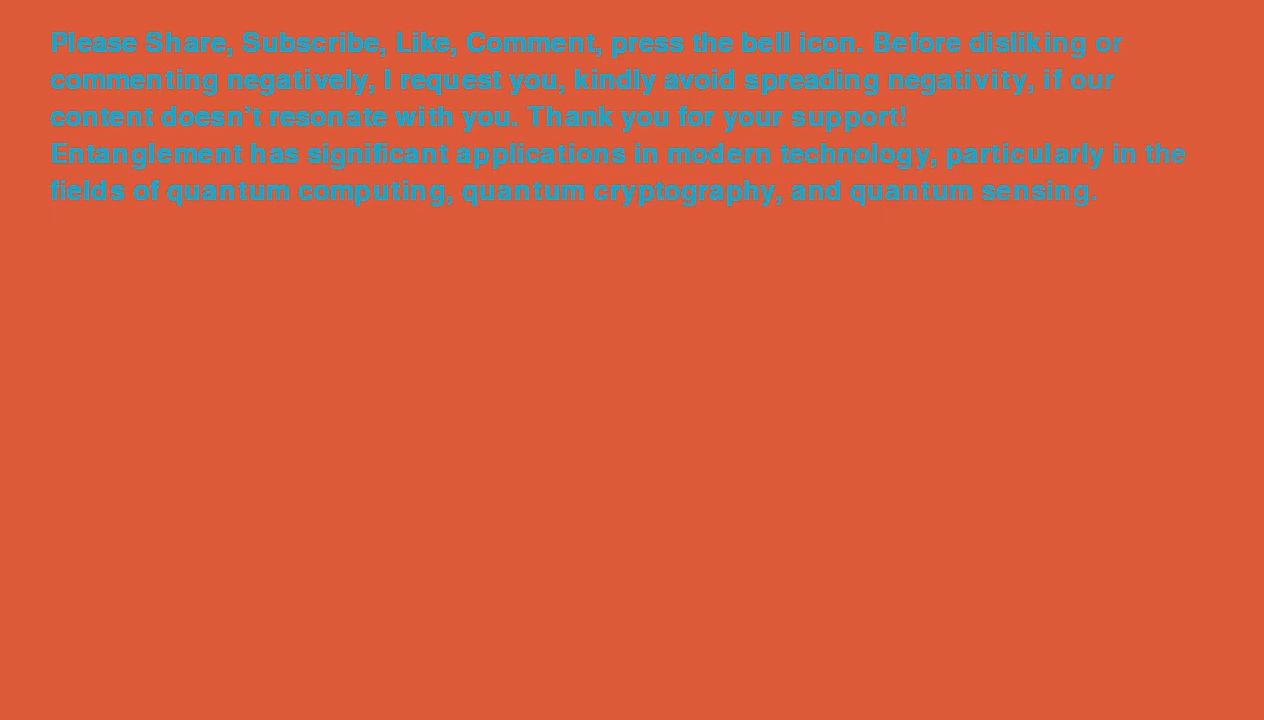 Please Share, Subscribe, Like, Comment, press the bell icon. Before disliking or
commenting negatively, I request you, kindly avoid spreading negativity, if our
content doesn't resonate with you. Thank you for your support!
Entanglement has significant applications in modern technology, particularly in the
fields of quantum computing, quantum cryptography, and quantum sensing.